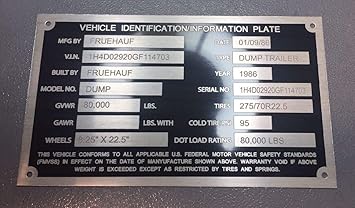 VEHICLE IDENTIFICATION/INFORMATION PLATE
MFG BY FRUEHAUF DATE 01/09/86
V.I.N. 1H4D02920GF114703 TYPE DUMP TRAILER
BUILT BY FRUEHAUF YEAR 1986
MODEL NO. DUMP SERIAL NO 1H4D02920GF114703
GVWR 80,000 LBS. TIRES 275/70R22.5
GAWR LBS. WITH COLD TIRE 95
WHEELS 8.25" X 22.5" DOT LOAD RATING 80,000 LBS
THIS VEHICLE CONFORMS TO ALL APPLICABLE U.S. FEDERAL MOTOR VEHICLE SAFETY STANDARDS
(FMVSS) IN EFFECT ON THE DATE OF MANUFACTURE SHOWN ABOVE. WARRANTY VOID IF ABOVE
WEIGHT IS EXCEEDED EXCEPT AS RESTRICTED BY TIRES AND SPRINGS.